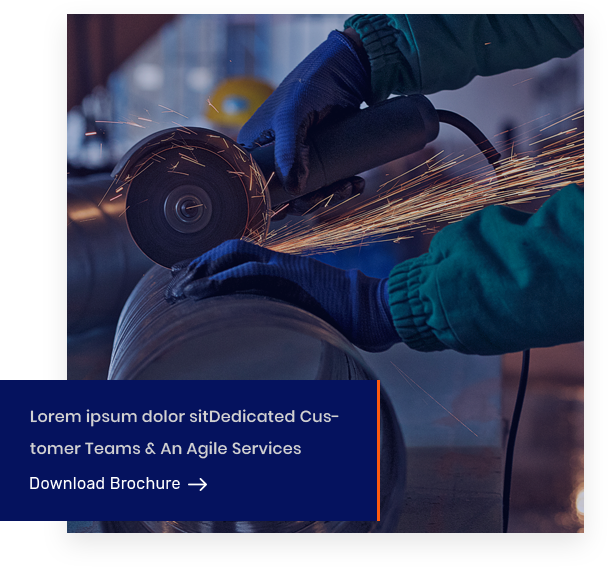 Lorem ipsum dolor sitDedicated Cus-
tomer Teams & An Agile Services
Download Brochure →